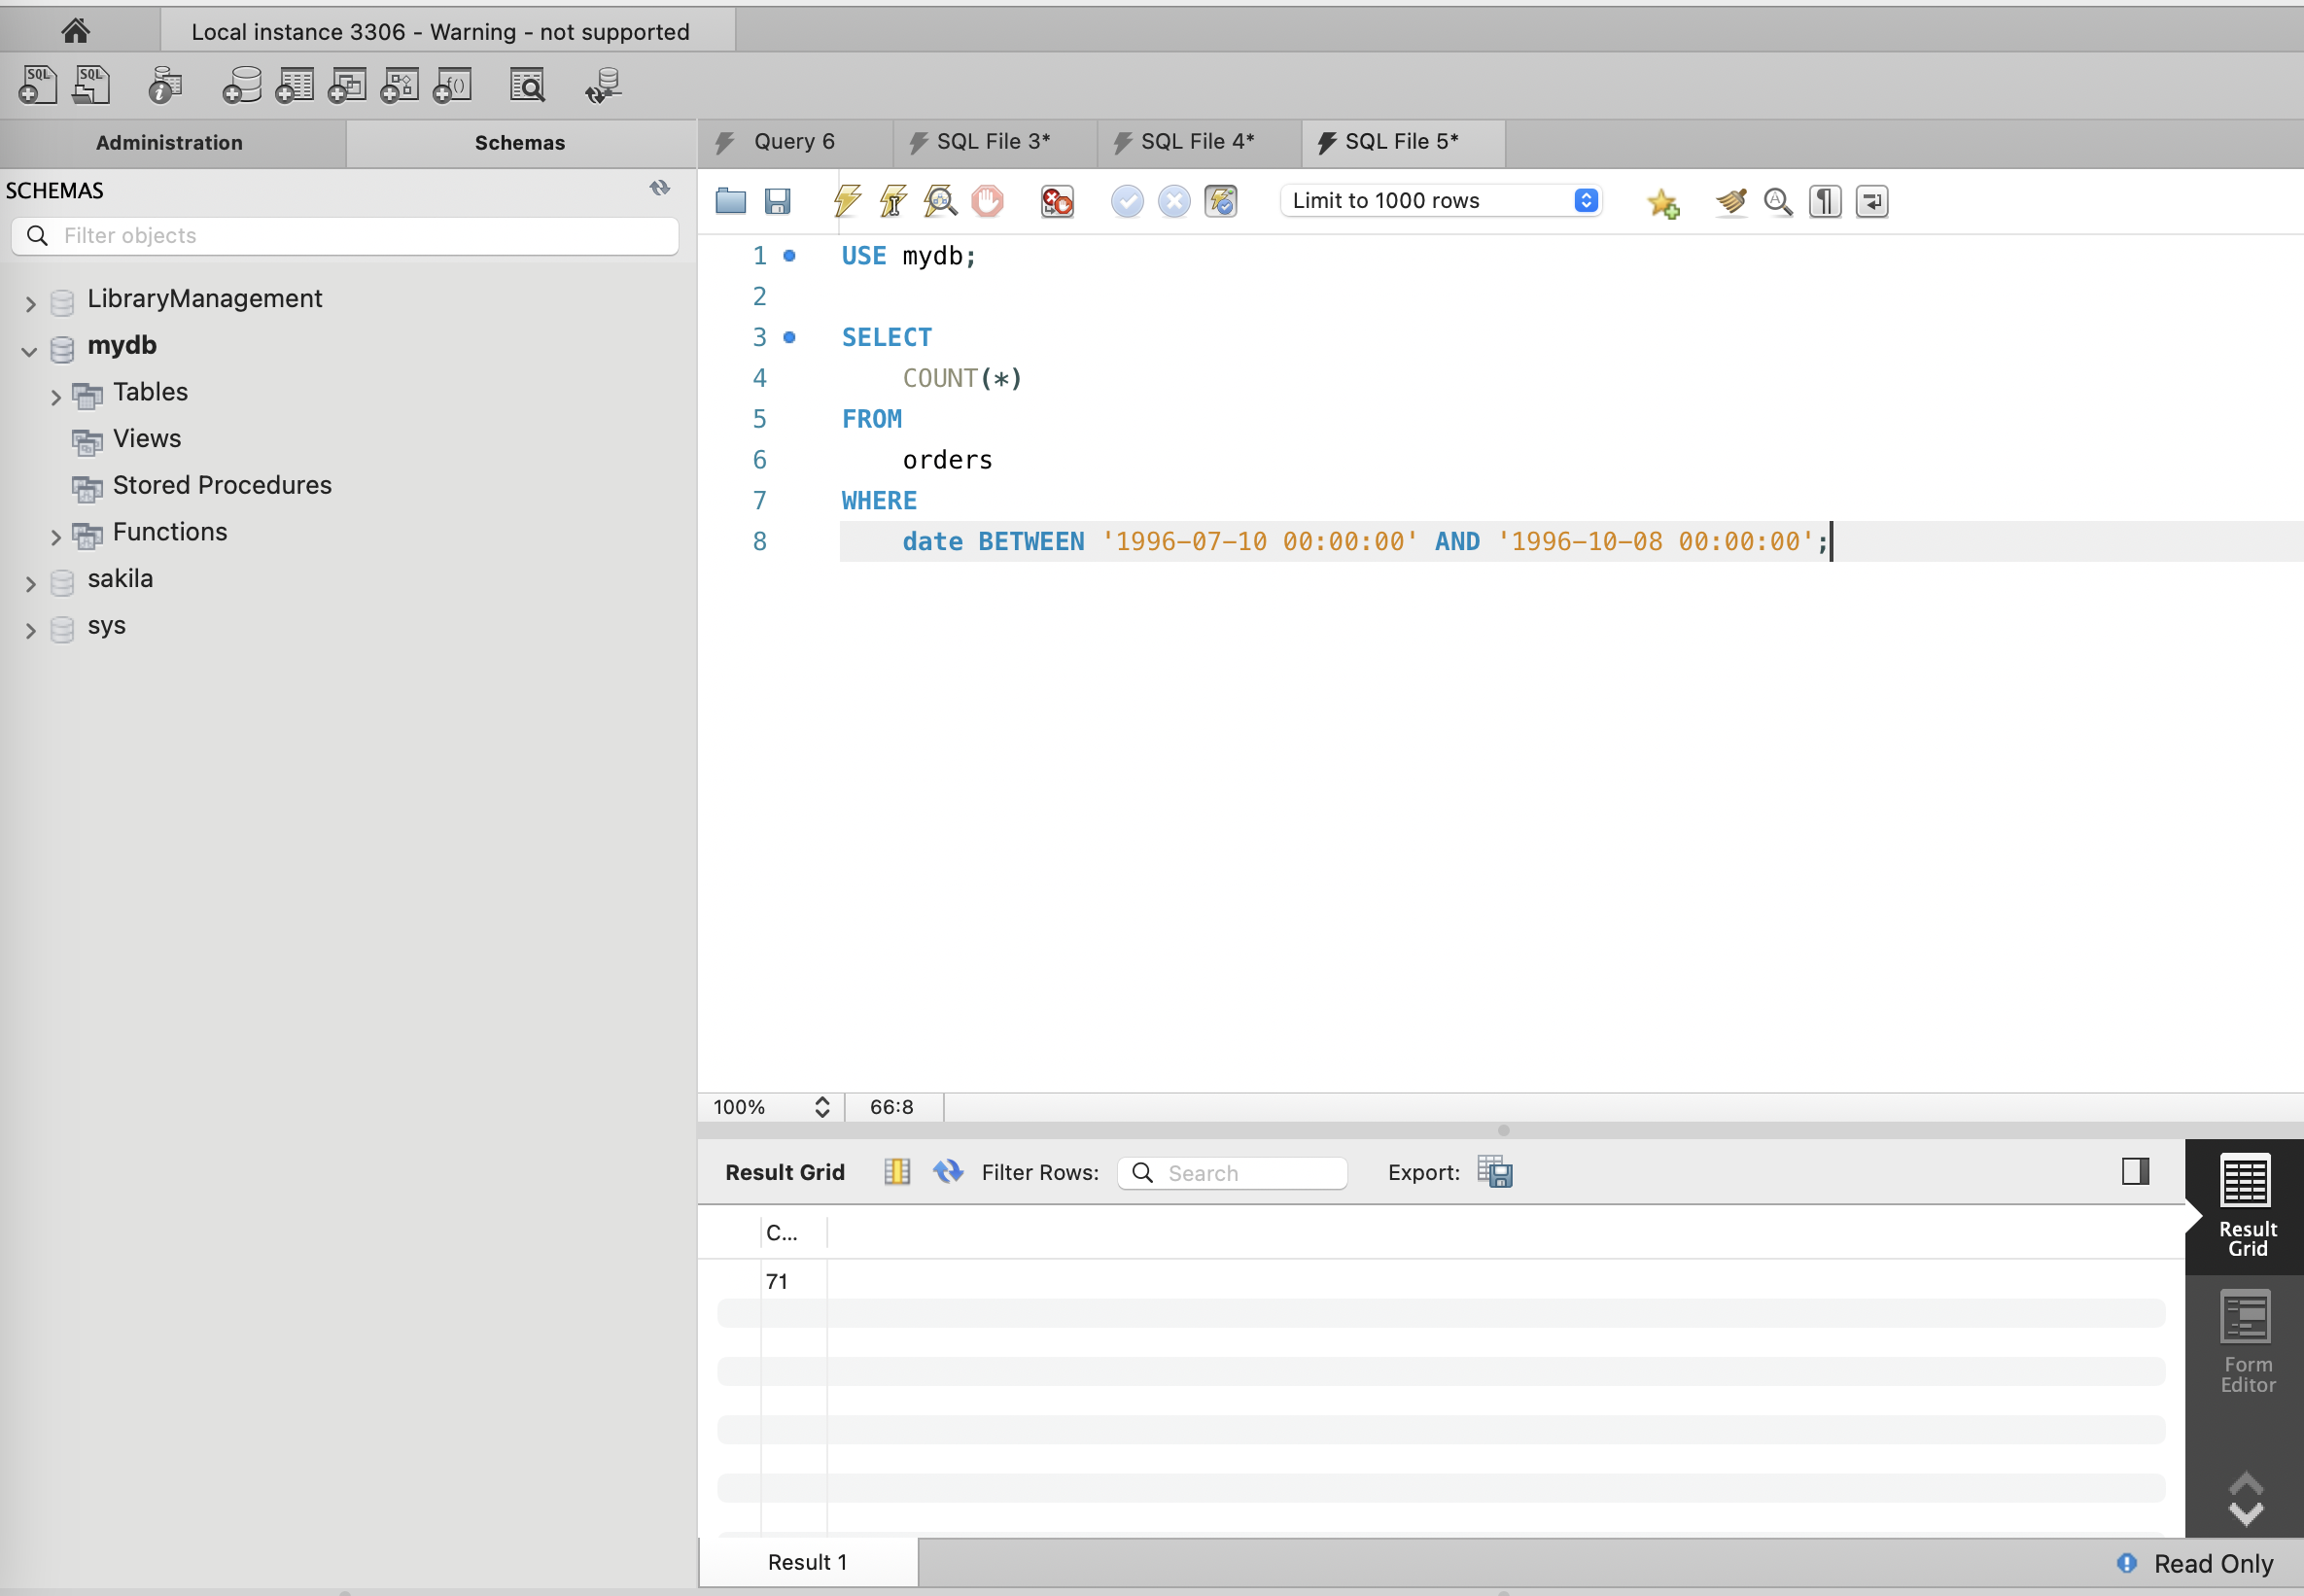 Local instance 3306 - Warning - not supported
SQL SQL i f()
Administration Schemas
Query 6 SQL File 3* SQL File 4* SQL File 5*
SCHEMAS
Limit to 1000 rows
Filter objects
LibraryManagement
mydb
Tables
Views
Stored Procedures
Functions
sakila
sys
1 USE mydb;
2
3 SELECT
4 COUNT(*)
5 FROM
6 orders
7 WHERE
8 date BETWEEN '1996-07-10 00:00:00' AND '1996-10-08 00:00:00';
100% 66:8
Result Grid Filter Rows: Search Export:
C...
71
Result
Grid
Form
Editor
Result 1
Read Only